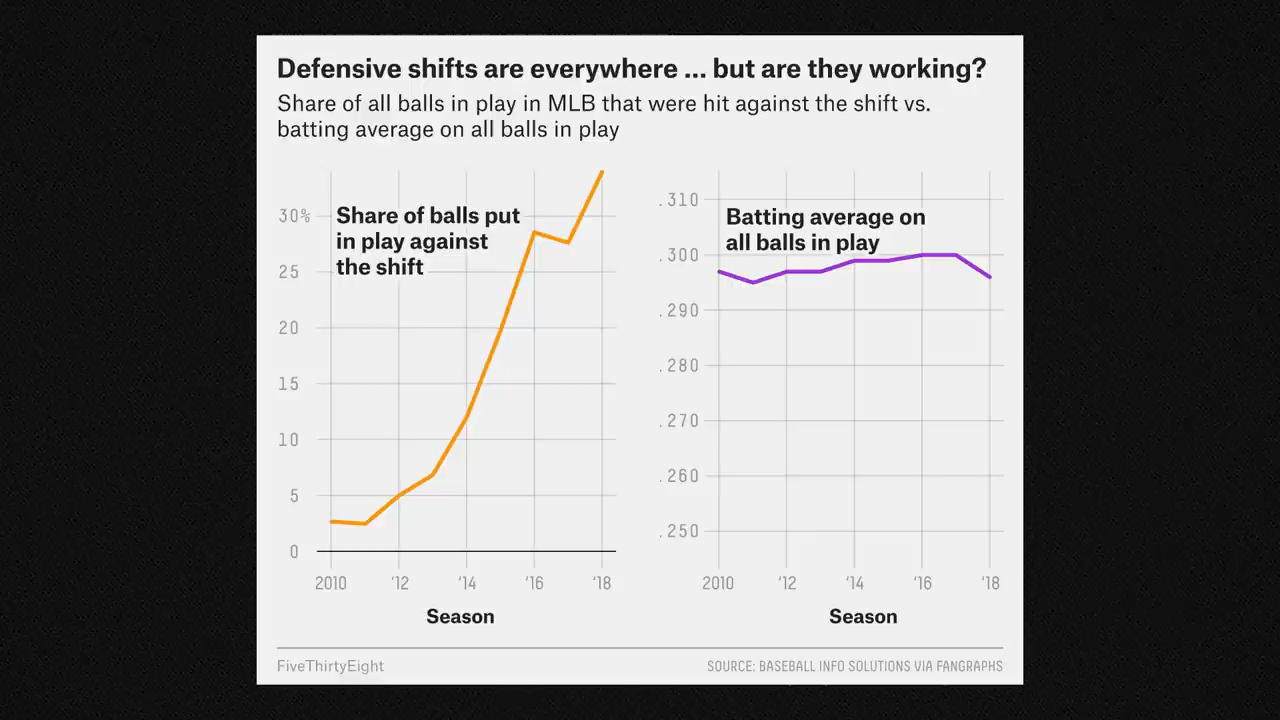 Defensive shifts are everywhere ... but are they working?
Share of all balls in play in MLB that were hit against the shift vs.
batting average on all balls in play
Share of balls put
in play against
the shift
30%
25
20
15
10
5
0
2010 '12 '14 '16 '18
Season
Batting average on
all balls in play
.310
.300
.290
.280
.270
.260
.250
2010 '12 '14 '16 '18
Season
FiveThirtyEight
SOURCE: BASEBALL INFO SOLUTIONS VIA FANGRAPHS